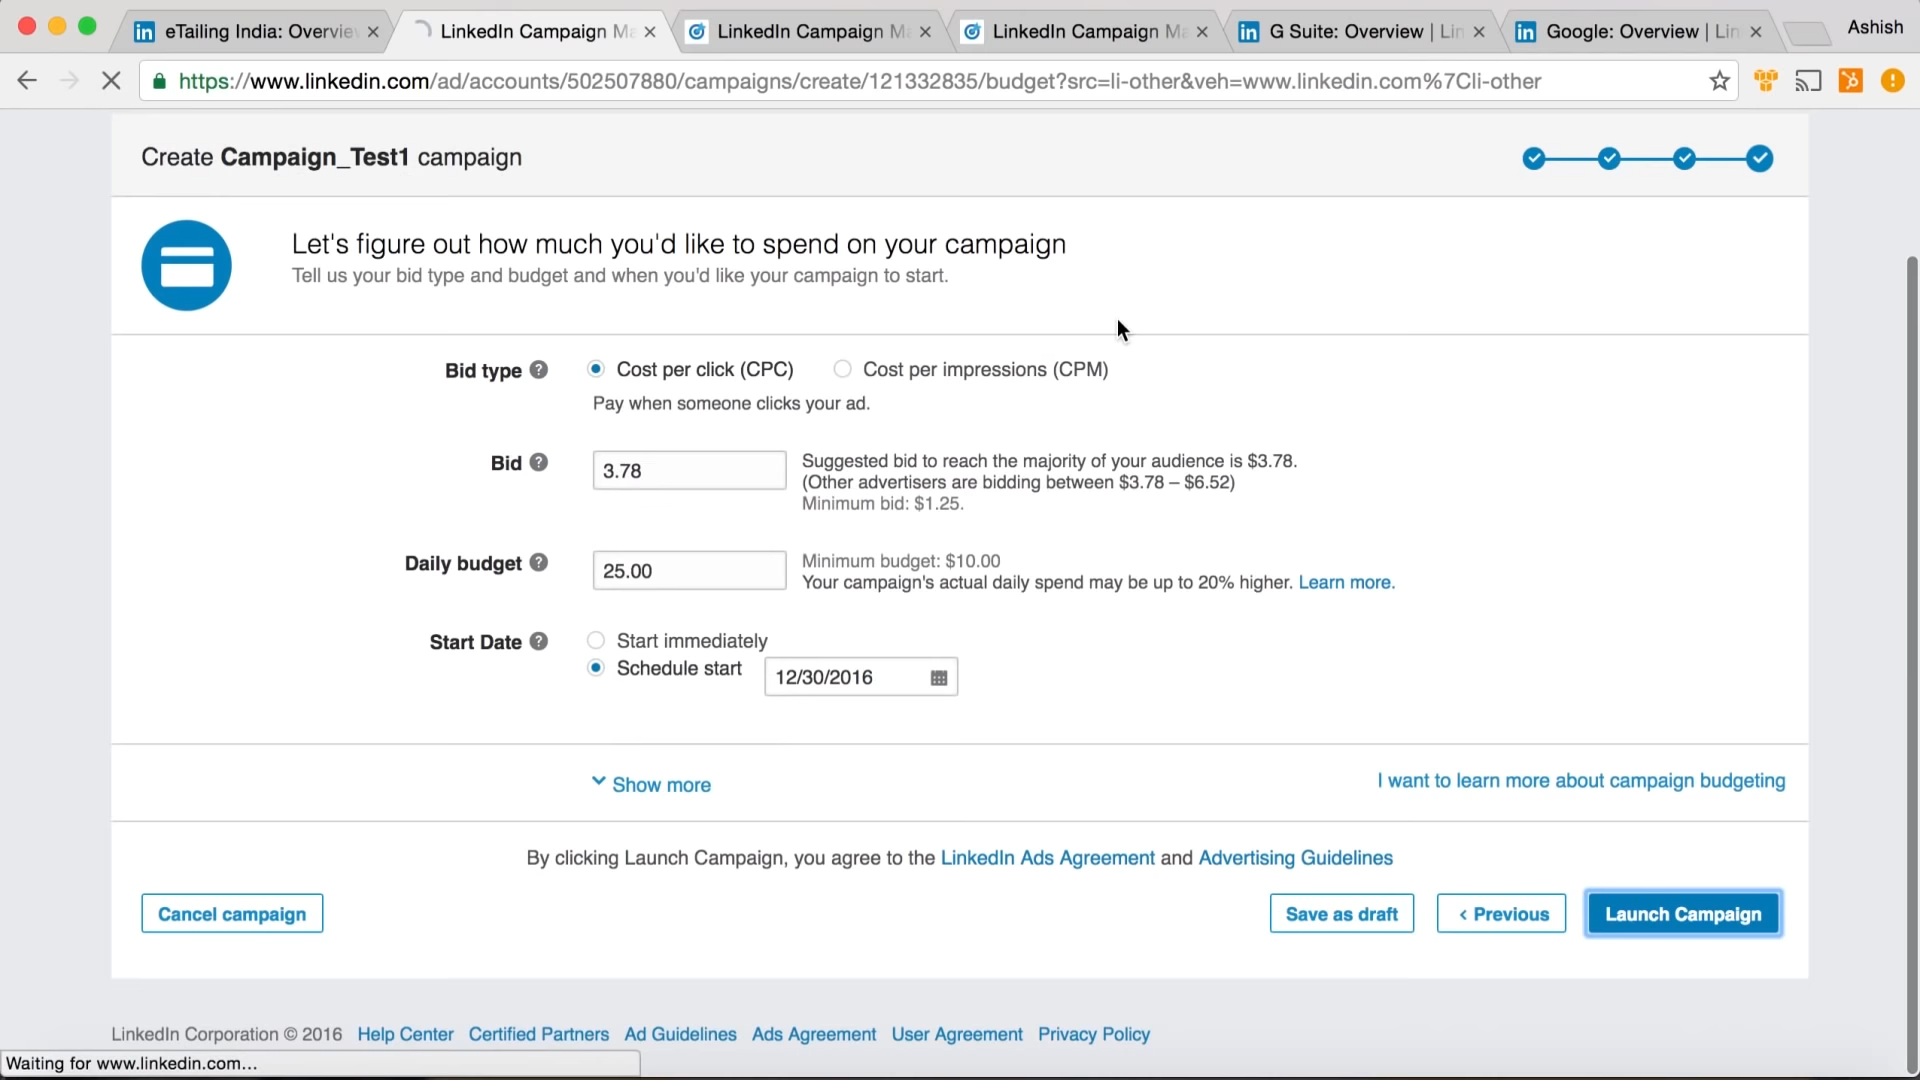 eTailing India: Overvie
LinkedIn Campaign Ma
LinkedIn Campaign Ma
LinkedIn Campaign Ma
G Suite: Overview | Lin
Google: Overview | Lin
Ashish
https://www.linkedin.com/ad/accounts/502507880/campaigns/create/121332835/budget?src=li-other&veh=www.linkedin.com%7Cli-other
Create Campaign_Test1 campaign
Let's figure out how much you'd like to spend on your campaign
Tell us your bid type and budget and when you'd like your campaign to start.
Bid type ? Cost per click (CPC) Cost per impressions (CPM)
Pay when someone clicks your ad.
Bid ? 3.78 Suggested bid to reach the majority of your audience is $3.78.
(Other advertisers are bidding between $3.78 – $6.52)
Minimum bid: $1.25.
Daily budget ? 25.00 Minimum budget: $10.00
Your campaign's actual daily spend may be up to 20% higher. Learn more.
Start Date ? Start immediately
Schedule start 12/30/2016
Show more
I want to learn more about campaign budgeting
By clicking Launch Campaign, you agree to the LinkedIn Ads Agreement and Advertising Guidelines
Cancel campaign Save as draft ‹ Previous Launch Campaign
LinkedIn Corporation © 2016 Help Center Certified Partners Ad Guidelines Ads Agreement User Agreement Privacy Policy
Waiting for www.linkedin.com...